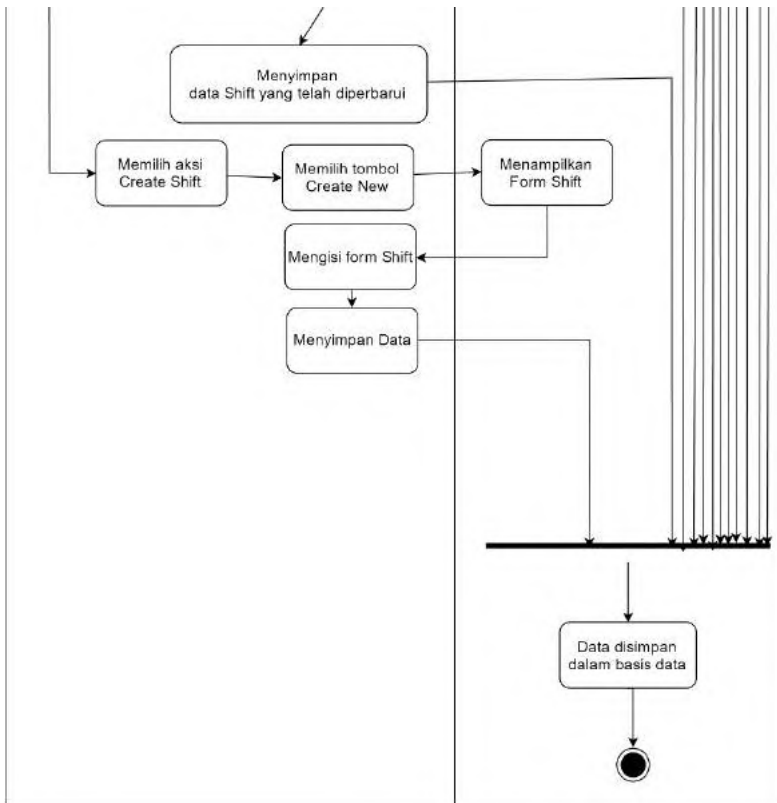 Menyimpan
data Shift yang telah diperbarui
Memilih aksi
Create Shift
Memilih tombol
Create New
Menampilkan
Form Shift
Mengisi form Shift
Menyimpan Data
Data disimpan
dalam basis data